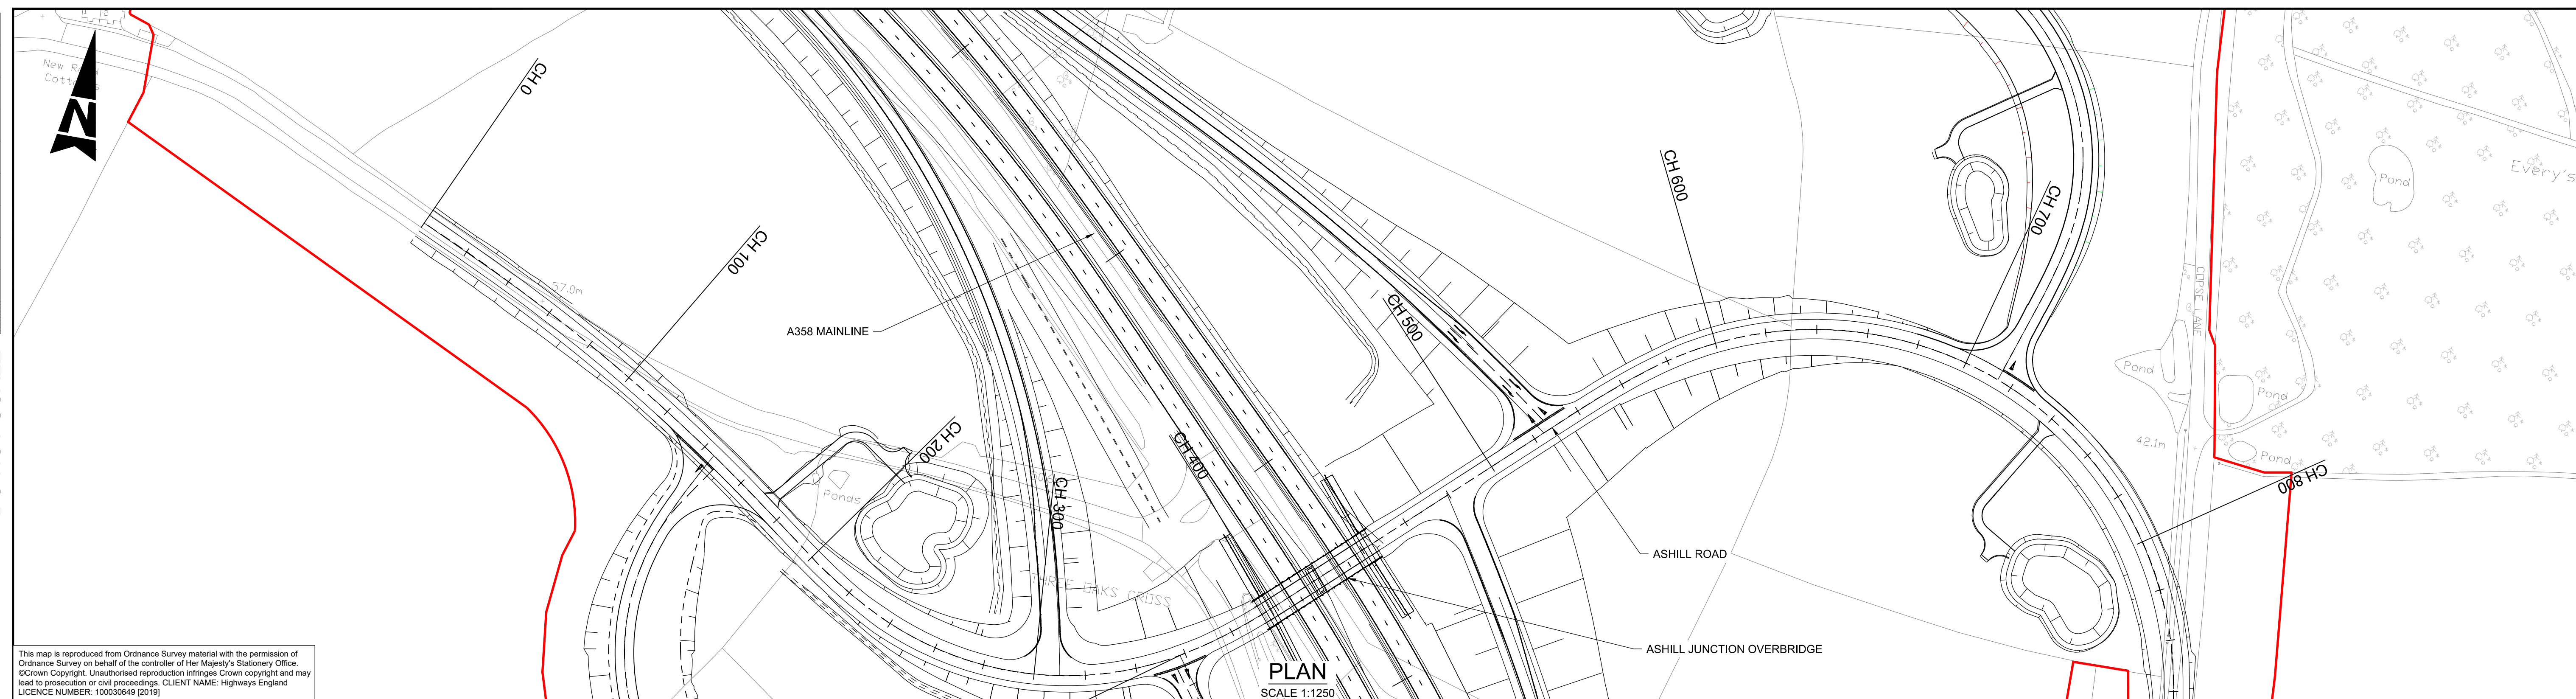 2
New R
Cott s
N
CH 0
CH 100
57.0m
A358 MAINLINE
CH 200
Ponds
CH 300
THREE OAKS CROSS
CH 400
CH 500
CH 600
CH 700
CH 800
COPSE LANE
Pond
Pond
Pond
Pond
42.1m
Every's
ASHILL ROAD
ASHILL JUNCTION OVERBRIDGE
PLAN
SCALE 1:1250
This map is reproduced from Ordnance Survey material with the permission of
Ordnance Survey on behalf of the controller of Her Majesty's Stationery Office.
©Crown Copyright. Unauthorised reproduction infringes Crown copyright and may
lead to prosecution or civil proceedings. CLIENT NAME: Highways England
LICENCE NUMBER: 100030649 [2019]